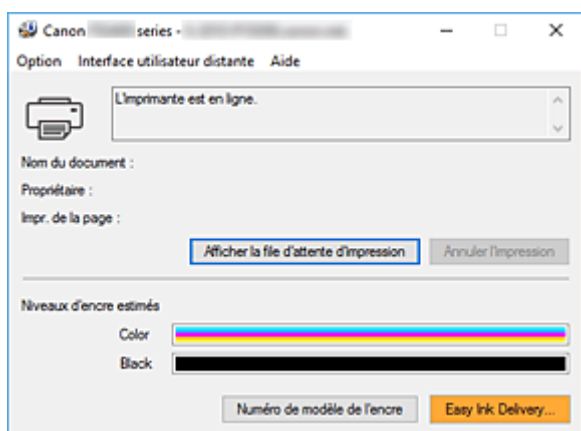 Canon series -
Option Interface utilisateur distante Aide
L'imprimante est en ligne.
Nom du document :
Propriétaire :
Impr. de la page :
Afficher la file d'attente d'impression Annuler l'impression
Niveaux d'encre estimés
Color
Black
Numéro de modèle de l'encre Easy Ink Delivery...